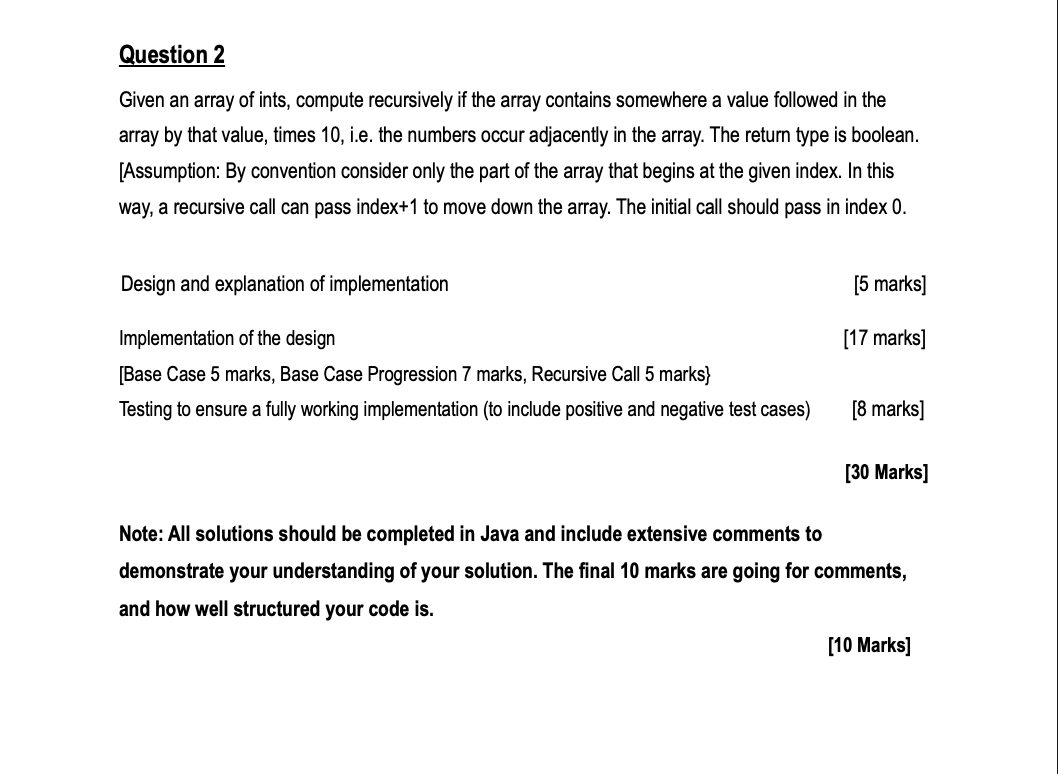 Question 2
Given an array of ints, compute recursively if the array contains somewhere a value followed in the
array by that value, times 10, i.e. the numbers occur adjacently in the array. The return type is boolean.
[Assumption: By convention consider only the part of the array that begins at the given index. In this
way, a recursive call can pass index+1 to move down the array. The initial call should pass in index 0.
Design and explanation of implementation [5 marks]
Implementation of the design [17 marks]
[Base Case 5 marks, Base Case Progression 7 marks, Recursive Call 5 marks}
Testing to ensure a fully working implementation (to include positive and negative test cases) [8 marks]
[30 Marks]
Note: All solutions should be completed in Java and include extensive comments to
demonstrate your understanding of your solution. The final 10 marks are going for comments,
and how well structured your code is.
[10 Marks]